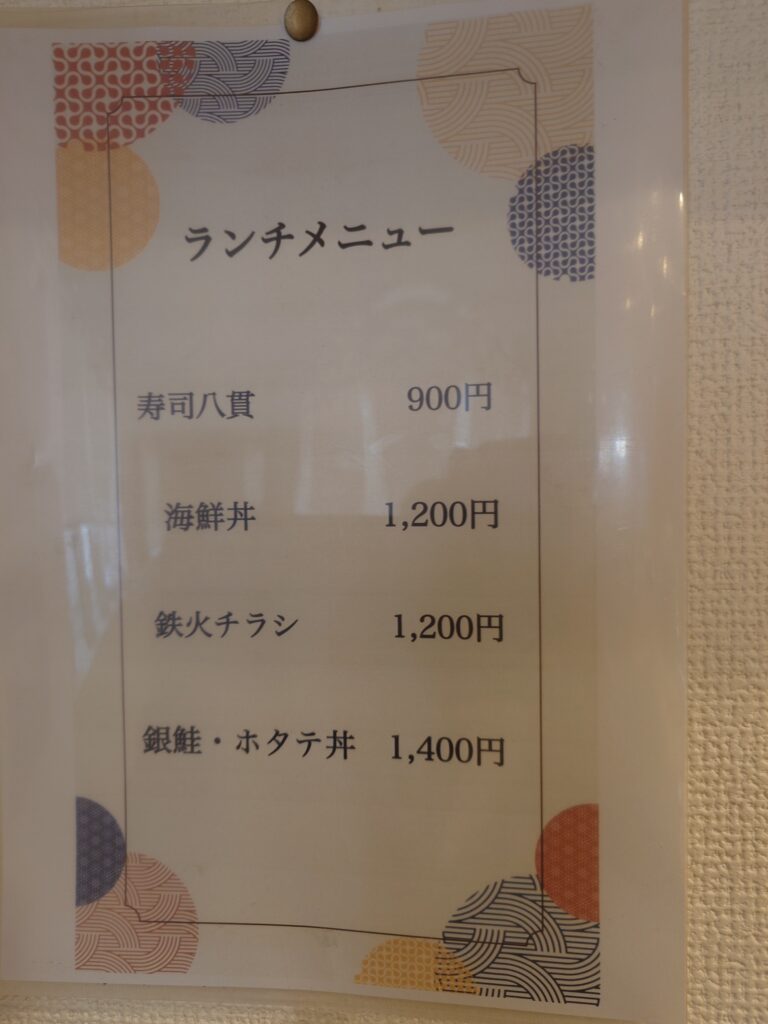 ランチメニュー
寿司八貫 900円
海鮮丼 1,200円
鉄火チラシ 1,200円
銀鮭・ホタテ丼 1,400円